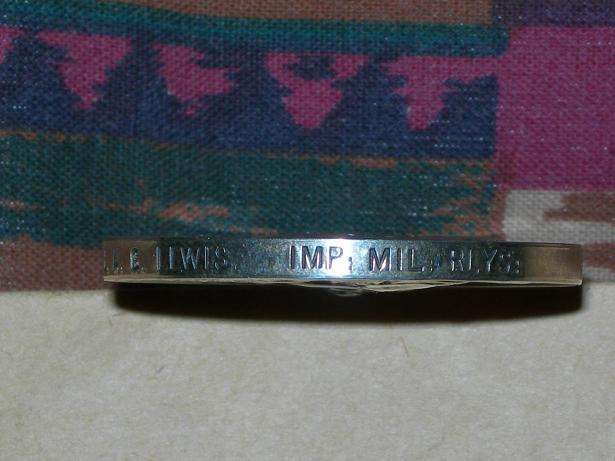 E. LEWIS. IMP. MIL. RLYS.